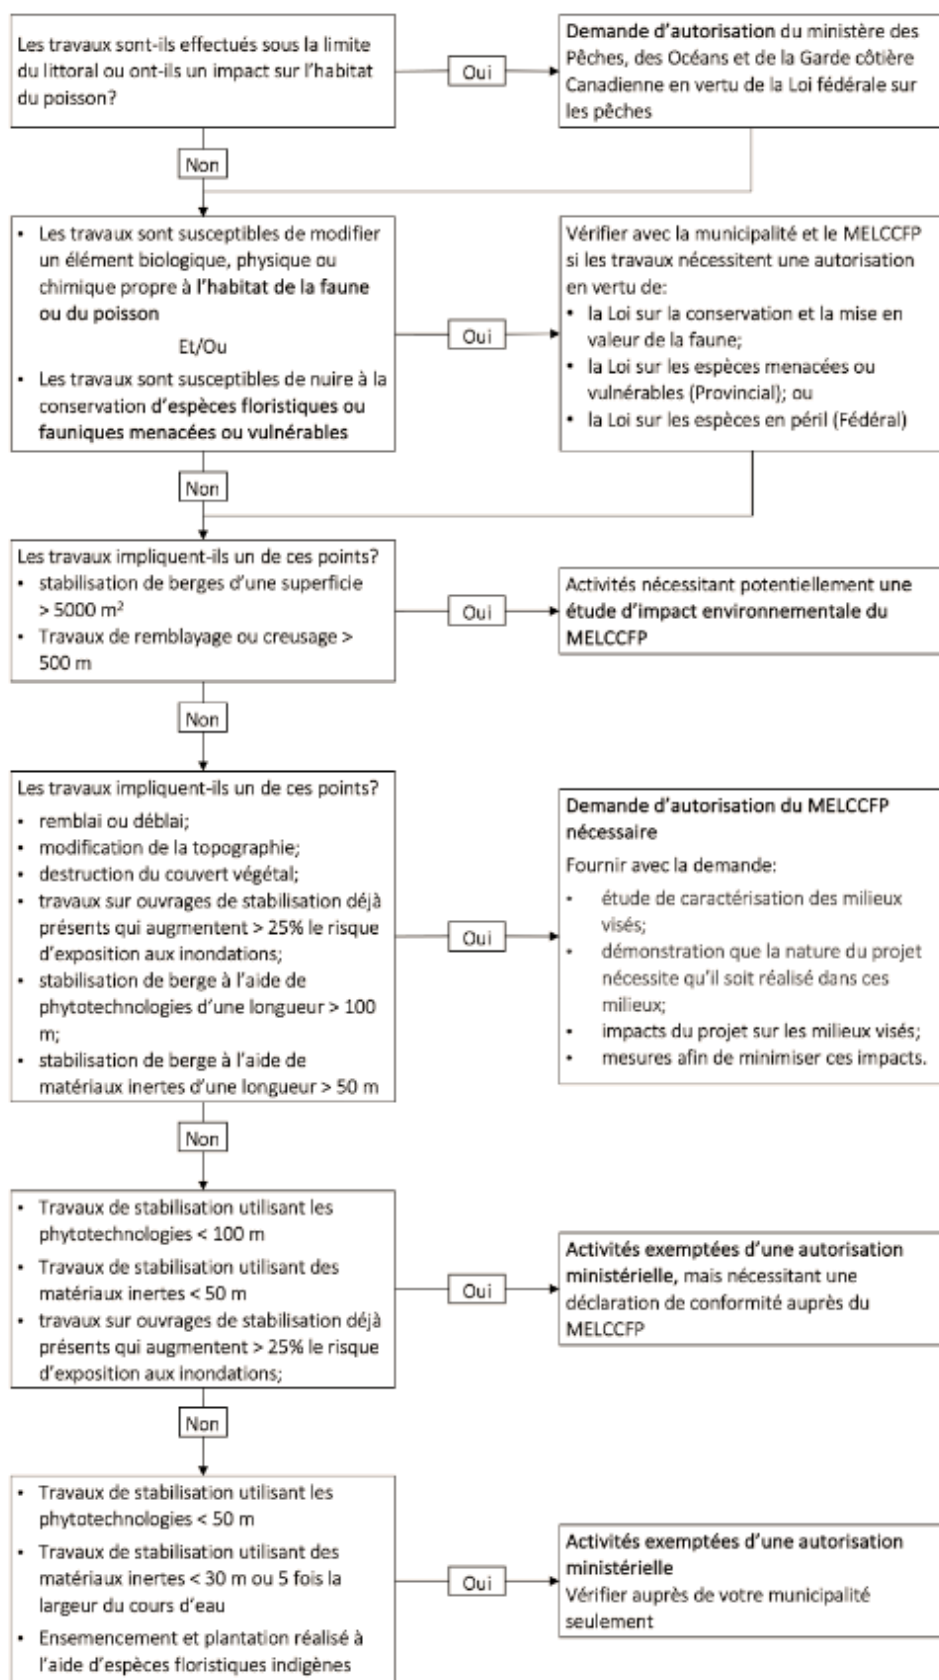 Les travaux sont-ils effectués sous la limite
du littoral ou ont-ils un impact sur l'habitat
du poisson?
Oui
Demande d'autorisation du ministère des
Pêches, des Océans et de la Garde côtière
Canadienne en vertu de la Loi fédérale sur
les pêches
Non
• Les travaux sont susceptibles de modifier
un élément biologique, physique ou
chimique propre à l'habitat de la faune
ou du poisson
Et/Ou
• Les travaux sont susceptibles de nuire à la
conservation d'espèces floristiques ou
fauniques menacées ou vulnérables
Oui
Vérifier avec la municipalité et le MELCCFP
si les travaux nécessitent une autorisation
en vertu de:
• la Loi sur la conservation et la mise en
valeur de la faune;
• la Loi sur les espèces menacées ou
vulnérables (Provincial); ou
• la Loi sur les espèces en péril (Fédéral)
Non
Les travaux impliquent-ils un de ces points?
• stabilisation de berges d'une superficie
> 5000 m²
• Travaux de remblayage ou creusage >
500 m
Oui
Activités nécessitant potentiellement une
étude d'impact environnementale du
MELCCFP
Non
Les travaux impliquent-ils un de ces points?
• remblai ou déblai;
• modification de la topographie;
• destruction du couvert végétal;
• travaux sur ouvrages de stabilisation déjà
présents qui augmentent > 25% le risque
d'exposition aux inondations;
• stabilisation de berge à l'aide de
phytotechnologies d'une longueur > 100
m;
• stabilisation de berge à l'aide de
matériaux inertes d'une longueur > 50 m
Oui
Demande d'autorisation du MELCCFP
nécessaire
Fournir avec la demande:
• étude de caractérisation des milieux
visés;
• démonstration que la nature du projet
nécessite qu'il soit réalisé dans ces
milieux;
• impacts du projet sur les milieux visés;
• mesures afin de minimiser ces impacts.
Non
• Travaux de stabilisation utilisant les
phytotechnologies < 100 m
• Travaux de stabilisation utilisant des
matériaux inertes < 50 m
• travaux sur ouvrages de stabilisation déjà
présents qui augmentent > 25% le risque
d'exposition aux inondations;
Oui
Activités exemptées d'une autorisation
ministérielle, mais nécessitant une
déclaration de conformité auprès du
MELCCFP
Non
• Travaux de stabilisation utilisant les
phytotechnologies < 50 m
• Travaux de stabilisation utilisant des
matériaux inertes < 30 m ou 5 fois la
largeur du cours d'eau
• Ensemencement et plantation réalisé à
l'aide d'espèces floristiques indigènes
Oui
Activités exemptées d'une autorisation
ministérielle
Vérifier auprès de votre municipalité
seulement